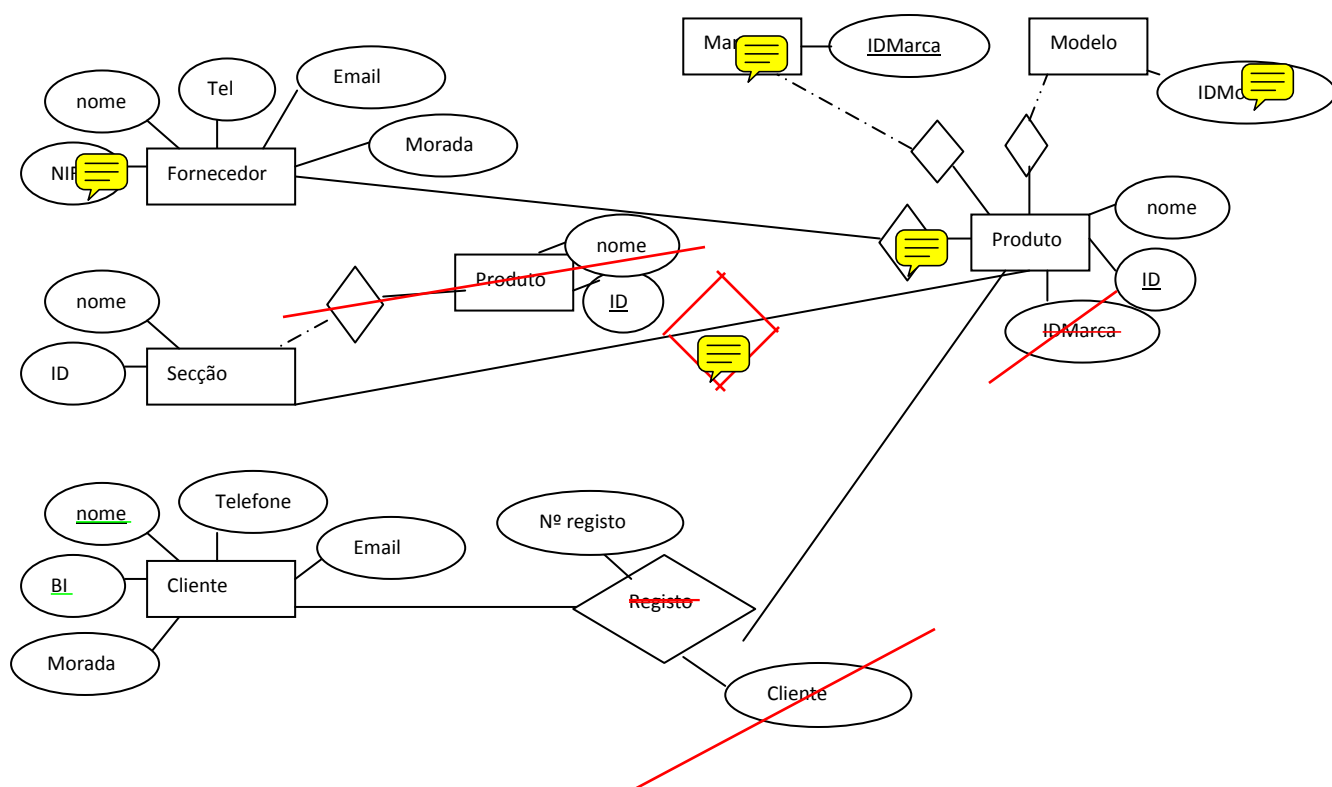 IDMarca
Modelo
Email
Tel
nome
Morada
Fornecedor
nome
Produto
nome
Produto
ID
ID
nome
IDMarca
ID
Secção
Telefone
nome
Nº registo
Email
BI
Cliente
Registo
Morada
Cliente